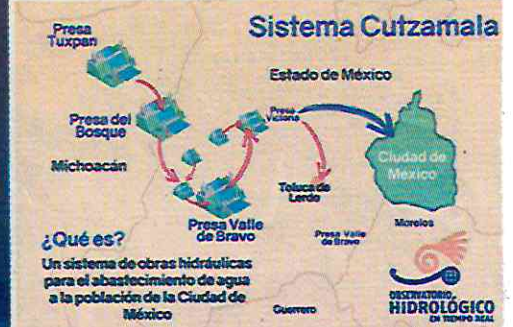 Sistema Cutzamala
Presa
Tuxpan
Estado de México
Presa del
Bosque
Presa
Victoria
Ciudad de
México
Michoacán
Toluca de
Lerdo
Presa Valle
de Bravo
Presa Valle
de Bravo
Morelos
¿Qué es?
Un sistema de obras hidráulicas
para el abastecimiento de agua
a la población de la Ciudad de
México
Guerrero
OBSERVATORIO
HIDROLÓGICO
EN TIEMPO REAL